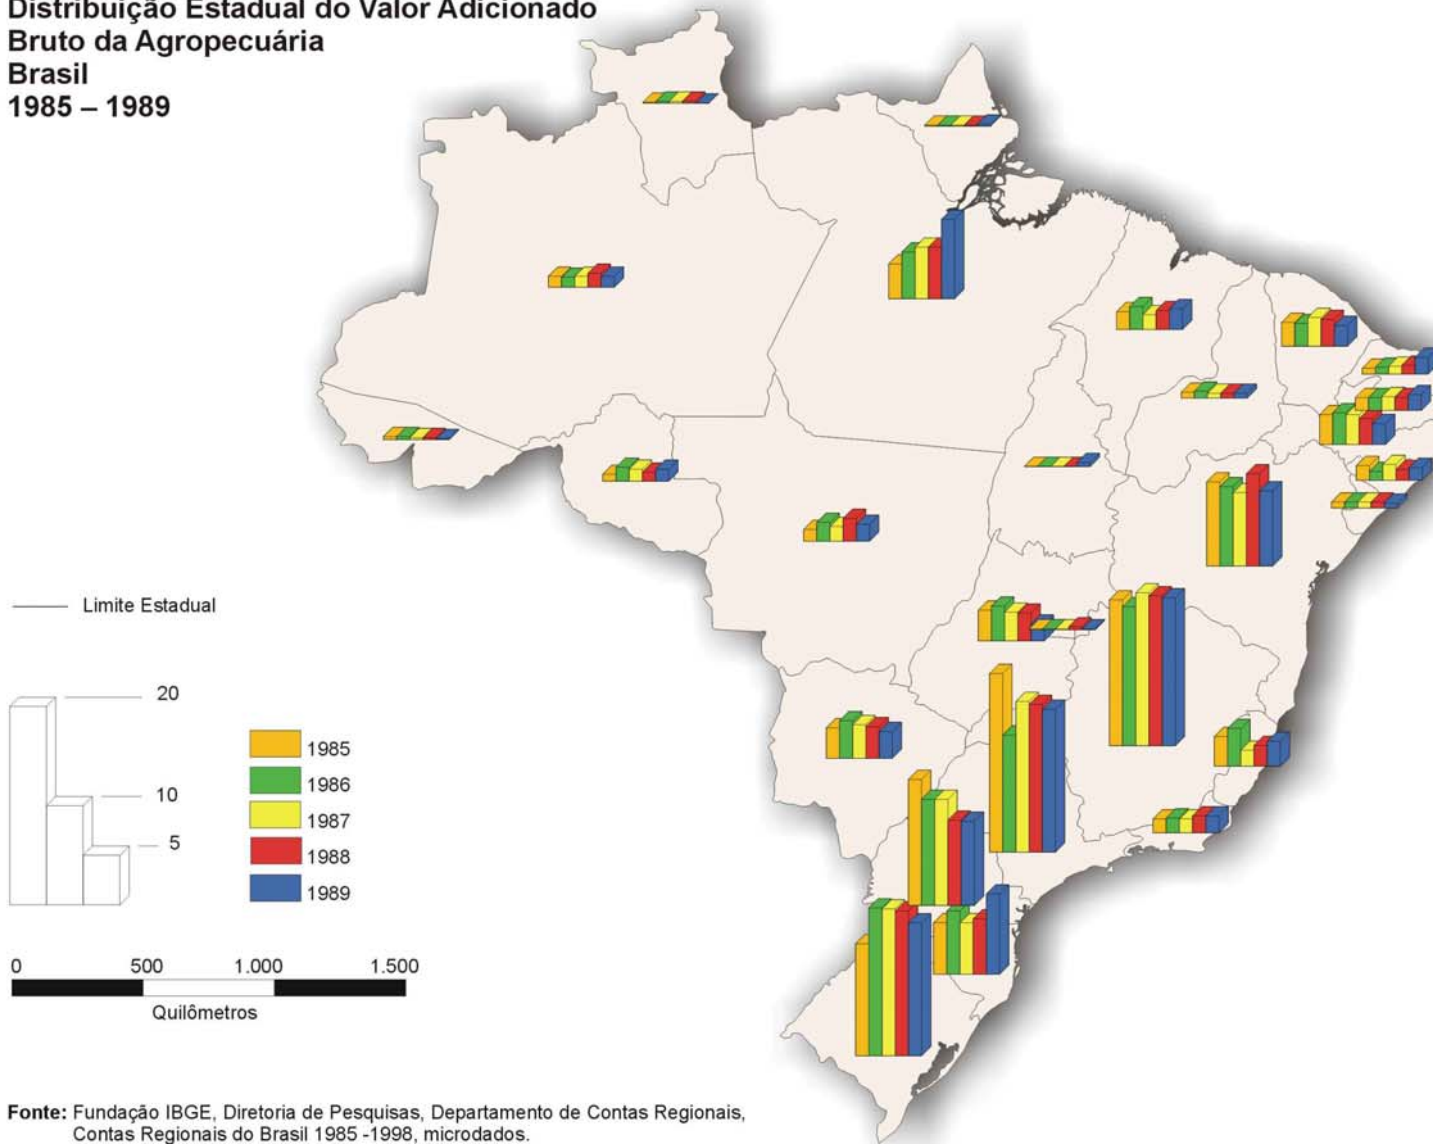 Distribuição Estadual do Valor Adicionado
Bruto da Agropecuária
Brasil
1985 – 1989
Limite Estadual
20
10
5
1985
1986
1987
1988
1989
0 500 1.000 1.500
Quilômetros
Fonte: Fundação IBGE, Diretoria de Pesquisas, Departamento de Contas Regionais,
Contas Regionais do Brasil 1985 -1998, microdados.